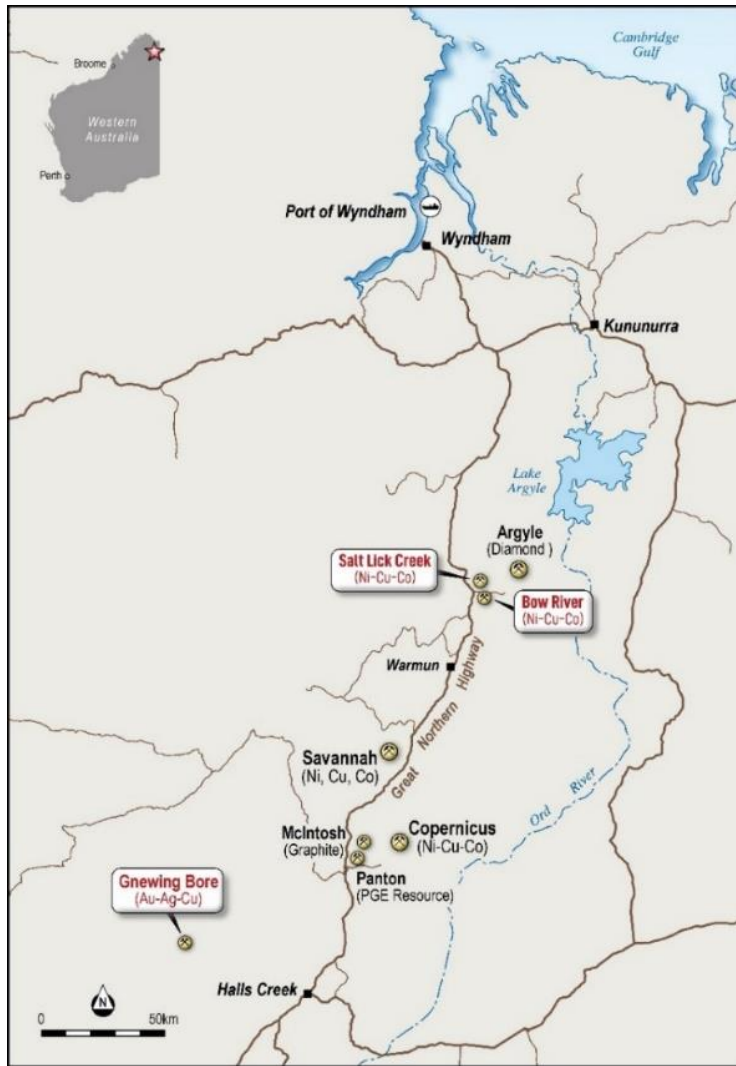 Broome
Western
Australia
Perth
Cambridge
Gulf
Port of Wyndham
Wyndham
Kununurra
Lake
Argyle
Argyle
(Diamond )
Salt Lick Creek
(Ni-Cu-Co)
Bow River
(Ni-Cu-Co)
Warmun
Great Northern Highway
Savannah
(Ni, Cu, Co)
Ord River
McIntosh
(Graphite)
Copernicus
(Ni-Cu-Co)
Panton
(PGE Resource)
Gnewing Bore
(Au-Ag-Cu)
Halls Creek
N
0 50km